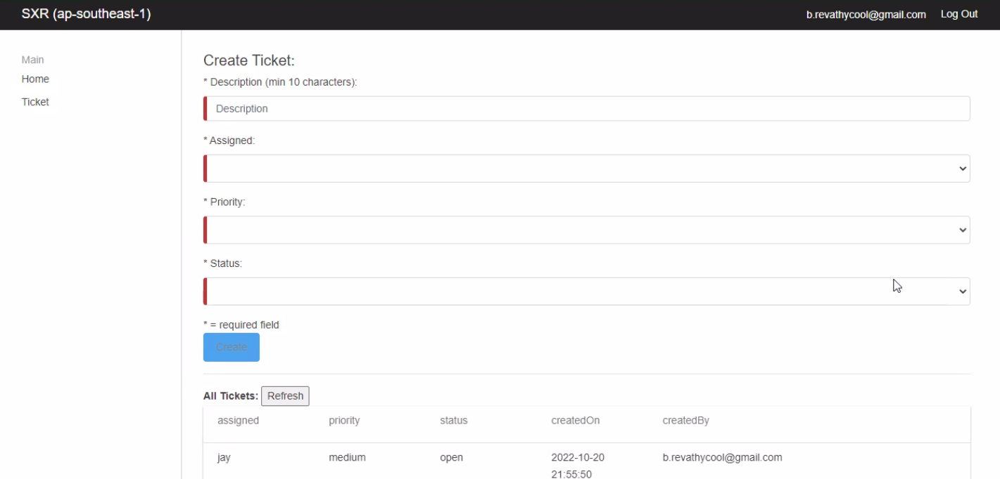 SXR (ap-southeast-1)
b.revathycool@gmail.com Log Out
Main
Home
Ticket
Create Ticket:
* Description (min 10 characters):
Description
* Assigned:
* Priority:
* Status:
* = required field
Create
All Tickets: Refresh
assigned priority status createdOn createdBy
jay medium open 2022-10-20 b.revathycool@gmail.com
21:55:50